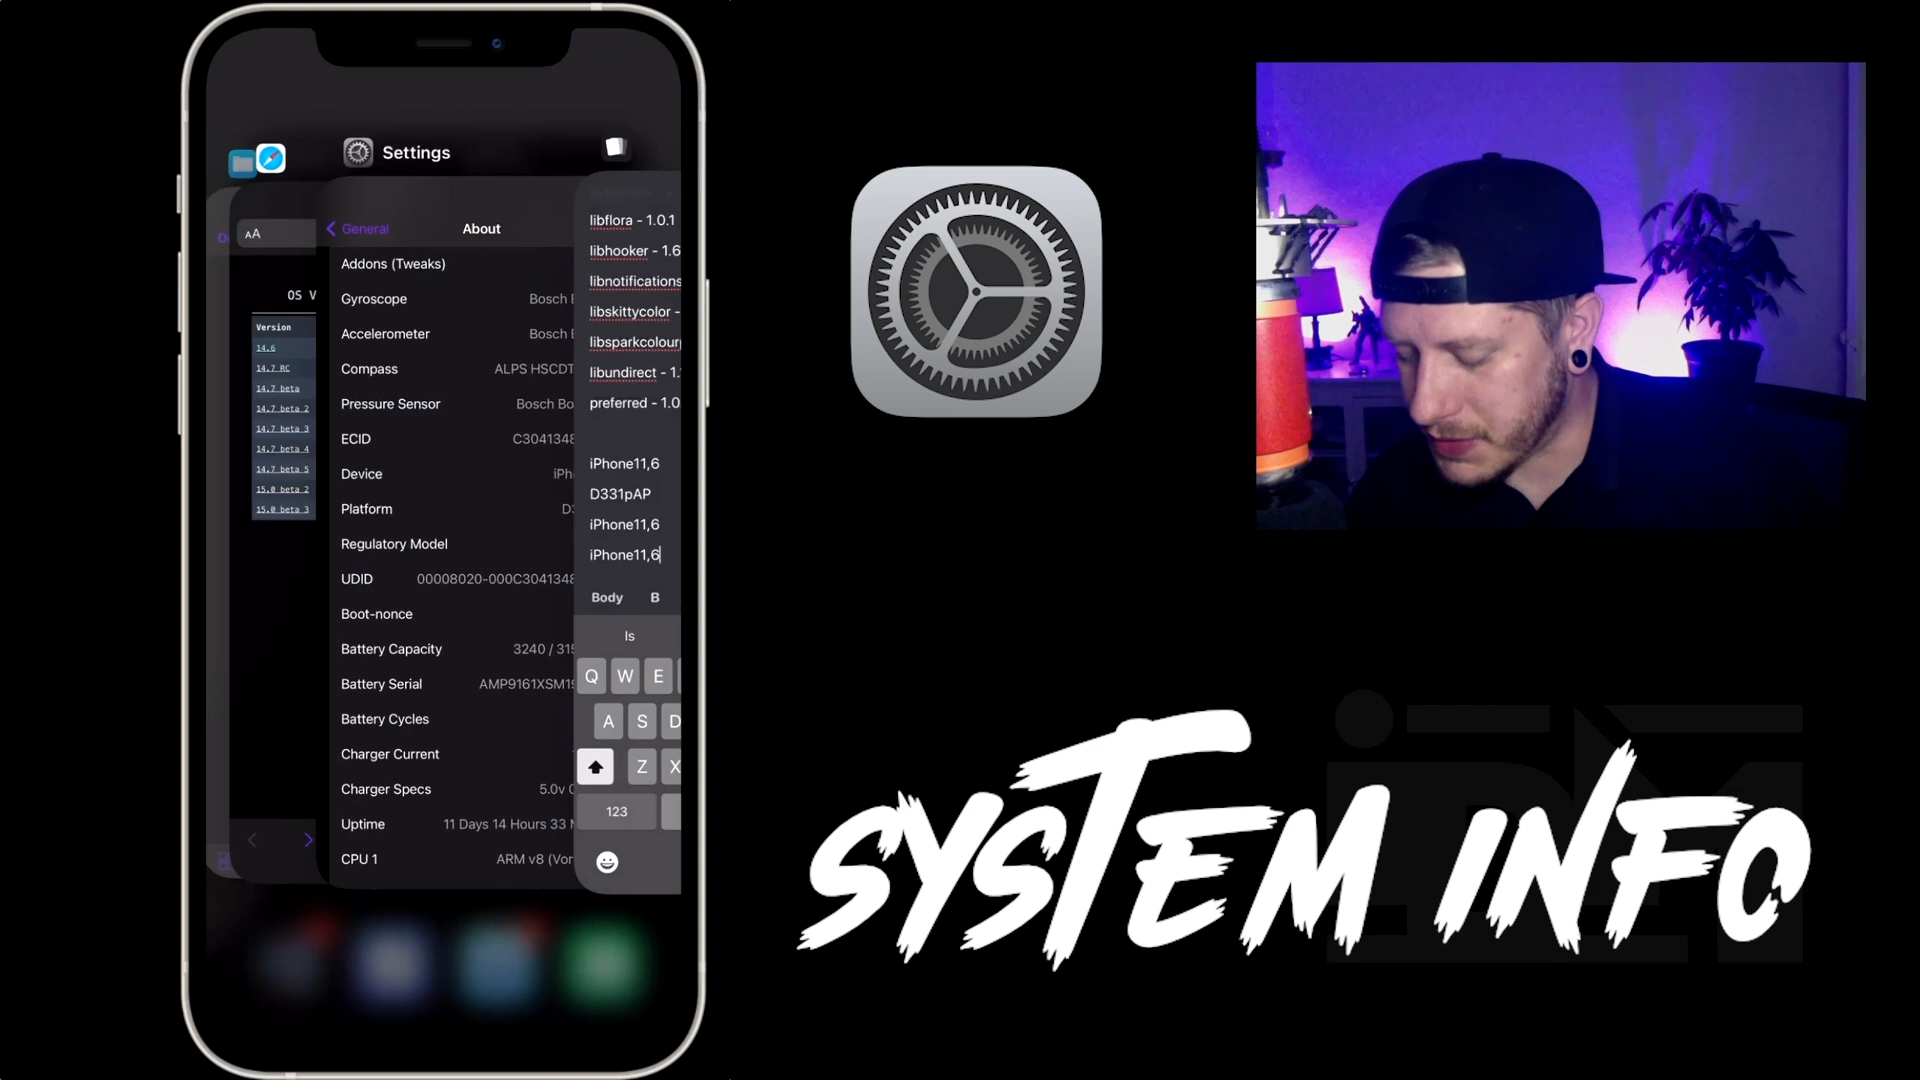 Settings
AA
OS V
Version
14.6
14.7 RC
14.7 beta
14.7 beta 2
14.7 beta 3
14.7 beta 4
14.7 beta 5
15.0 beta 2
15.0 beta 3
General
About
Addons (Tweaks)
Gyroscope Bosch
Accelerometer Bosch
Compass ALPS HSCDT
Pressure Sensor Bosch Bo
ECID C3041348
Device iPh
Platform D3
Regulatory Model
UDID 00008020-000C3041348
Boot-nonce
Battery Capacity 3240 / 315
Battery Serial AMP9161XSM19
Battery Cycles
Charger Current
Charger Specs 5.0v
Uptime 11 Days 14 Hours 33
CPU 1 ARM v8 (Vor
libflora - 1.0.1
libhooker - 1.6
libnotifications
libskittycolor -
libsparkcolour
libundirect - 1.
preferred - 1.0
iPhone11,6
D331pAP
iPhone11,6
iPhone11,6
Body B
Is
Q W E
A S D
Z X
123
SYSTEM INFO